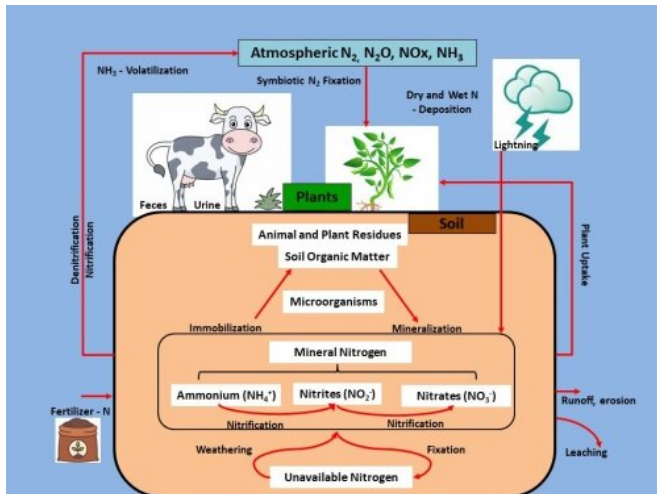 Atmospheric N₂, N₂O, NOx, NH₃
NH₃ - Volatilization
Symbiotic N₂ Fixation
Dry and Wet N
- Deposition
Lightning
Feces
Urine
Plants
Soil
Denitrification
Nitrification
Plant Uptake
Animal and Plant Residues
Soil Organic Matter
Microorganisms
Immobilization
Mineralization
Mineral Nitrogen
Ammonium (NH₄⁺)
Nitrites (NO₂⁻)
Nitrates (NO₃⁻)
Nitrification
Nitrification
Fertilizer - N
Runoff, erosion
Leaching
Weathering
Fixation
Unavailable Nitrogen